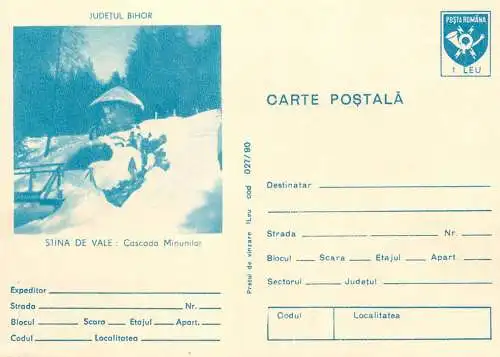 JUDEȚUL BIHOR
STÎNA DE VALE : Cascada Minunilor
Expeditor
Strada Nr.
Blocul Scara Etajul Apart.
Codul Localitatea
Prețul de vînzare 1Leu cod 027/90
POȘTA ROMÂNA
1 LEU
CARTE POȘTALĂ
Destinatar
Strada Nr.
Blocul Scara Etajul Apart
Sectorul Județul
Codul Localitatea